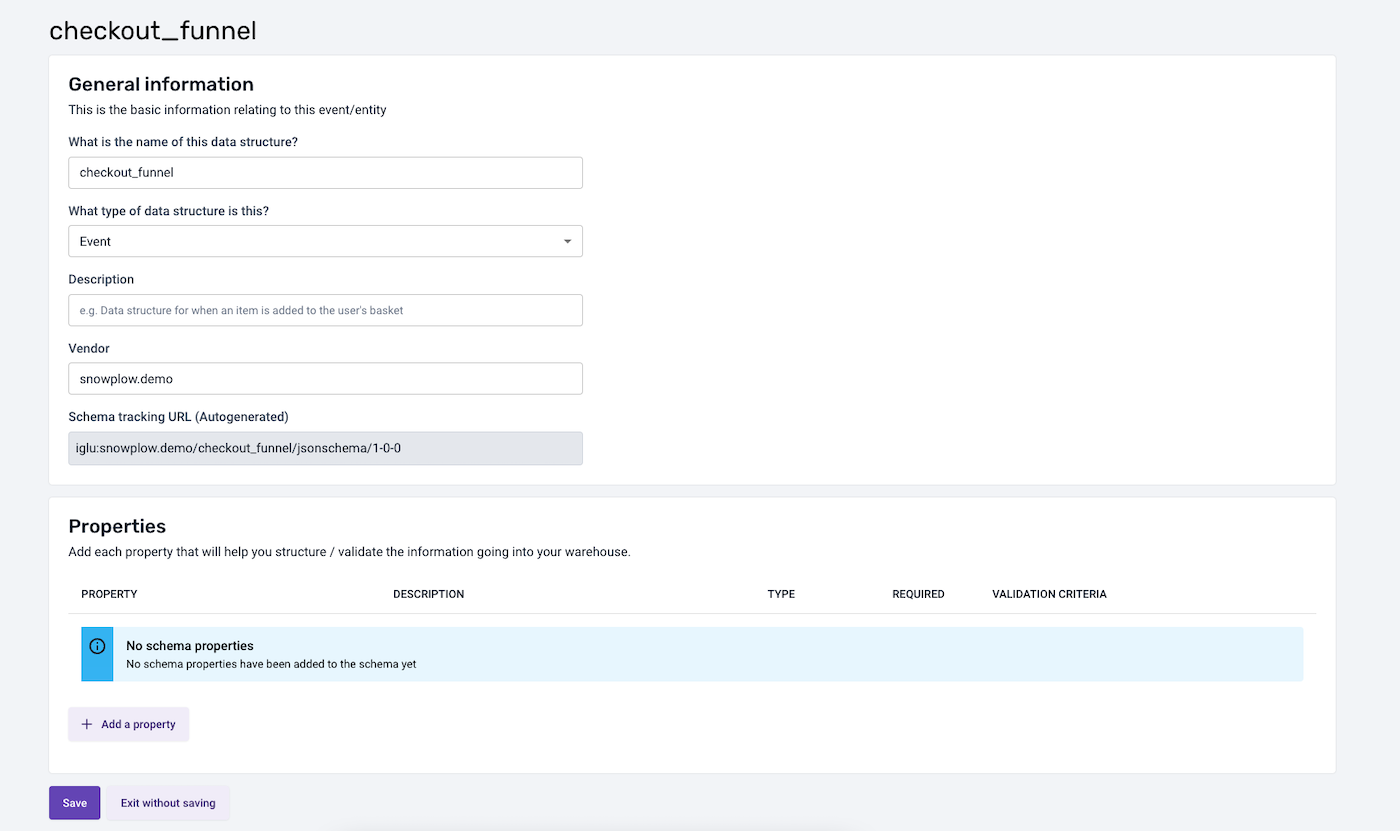 checkout_funnel
General information
This is the basic information relating to this event/entity
What is the name of this data structure?
checkout_funnel
What type of data structure is this?
Event
Description
e.g. Data structure for when an item is added to the user's basket
Vendor
snowplow.demo
Schema tracking URL (Autogenerated)
iglu:snowplow.demo/checkout_funnel/jsonschema/1-0-0
Properties
Add each property that will help you structure / validate the information going into your warehouse.
PROPERTY DESCRIPTION TYPE REQUIRED VALIDATION CRITERIA
No schema properties
No schema properties have been added to the schema yet
+ Add a property
Save Exit without saving